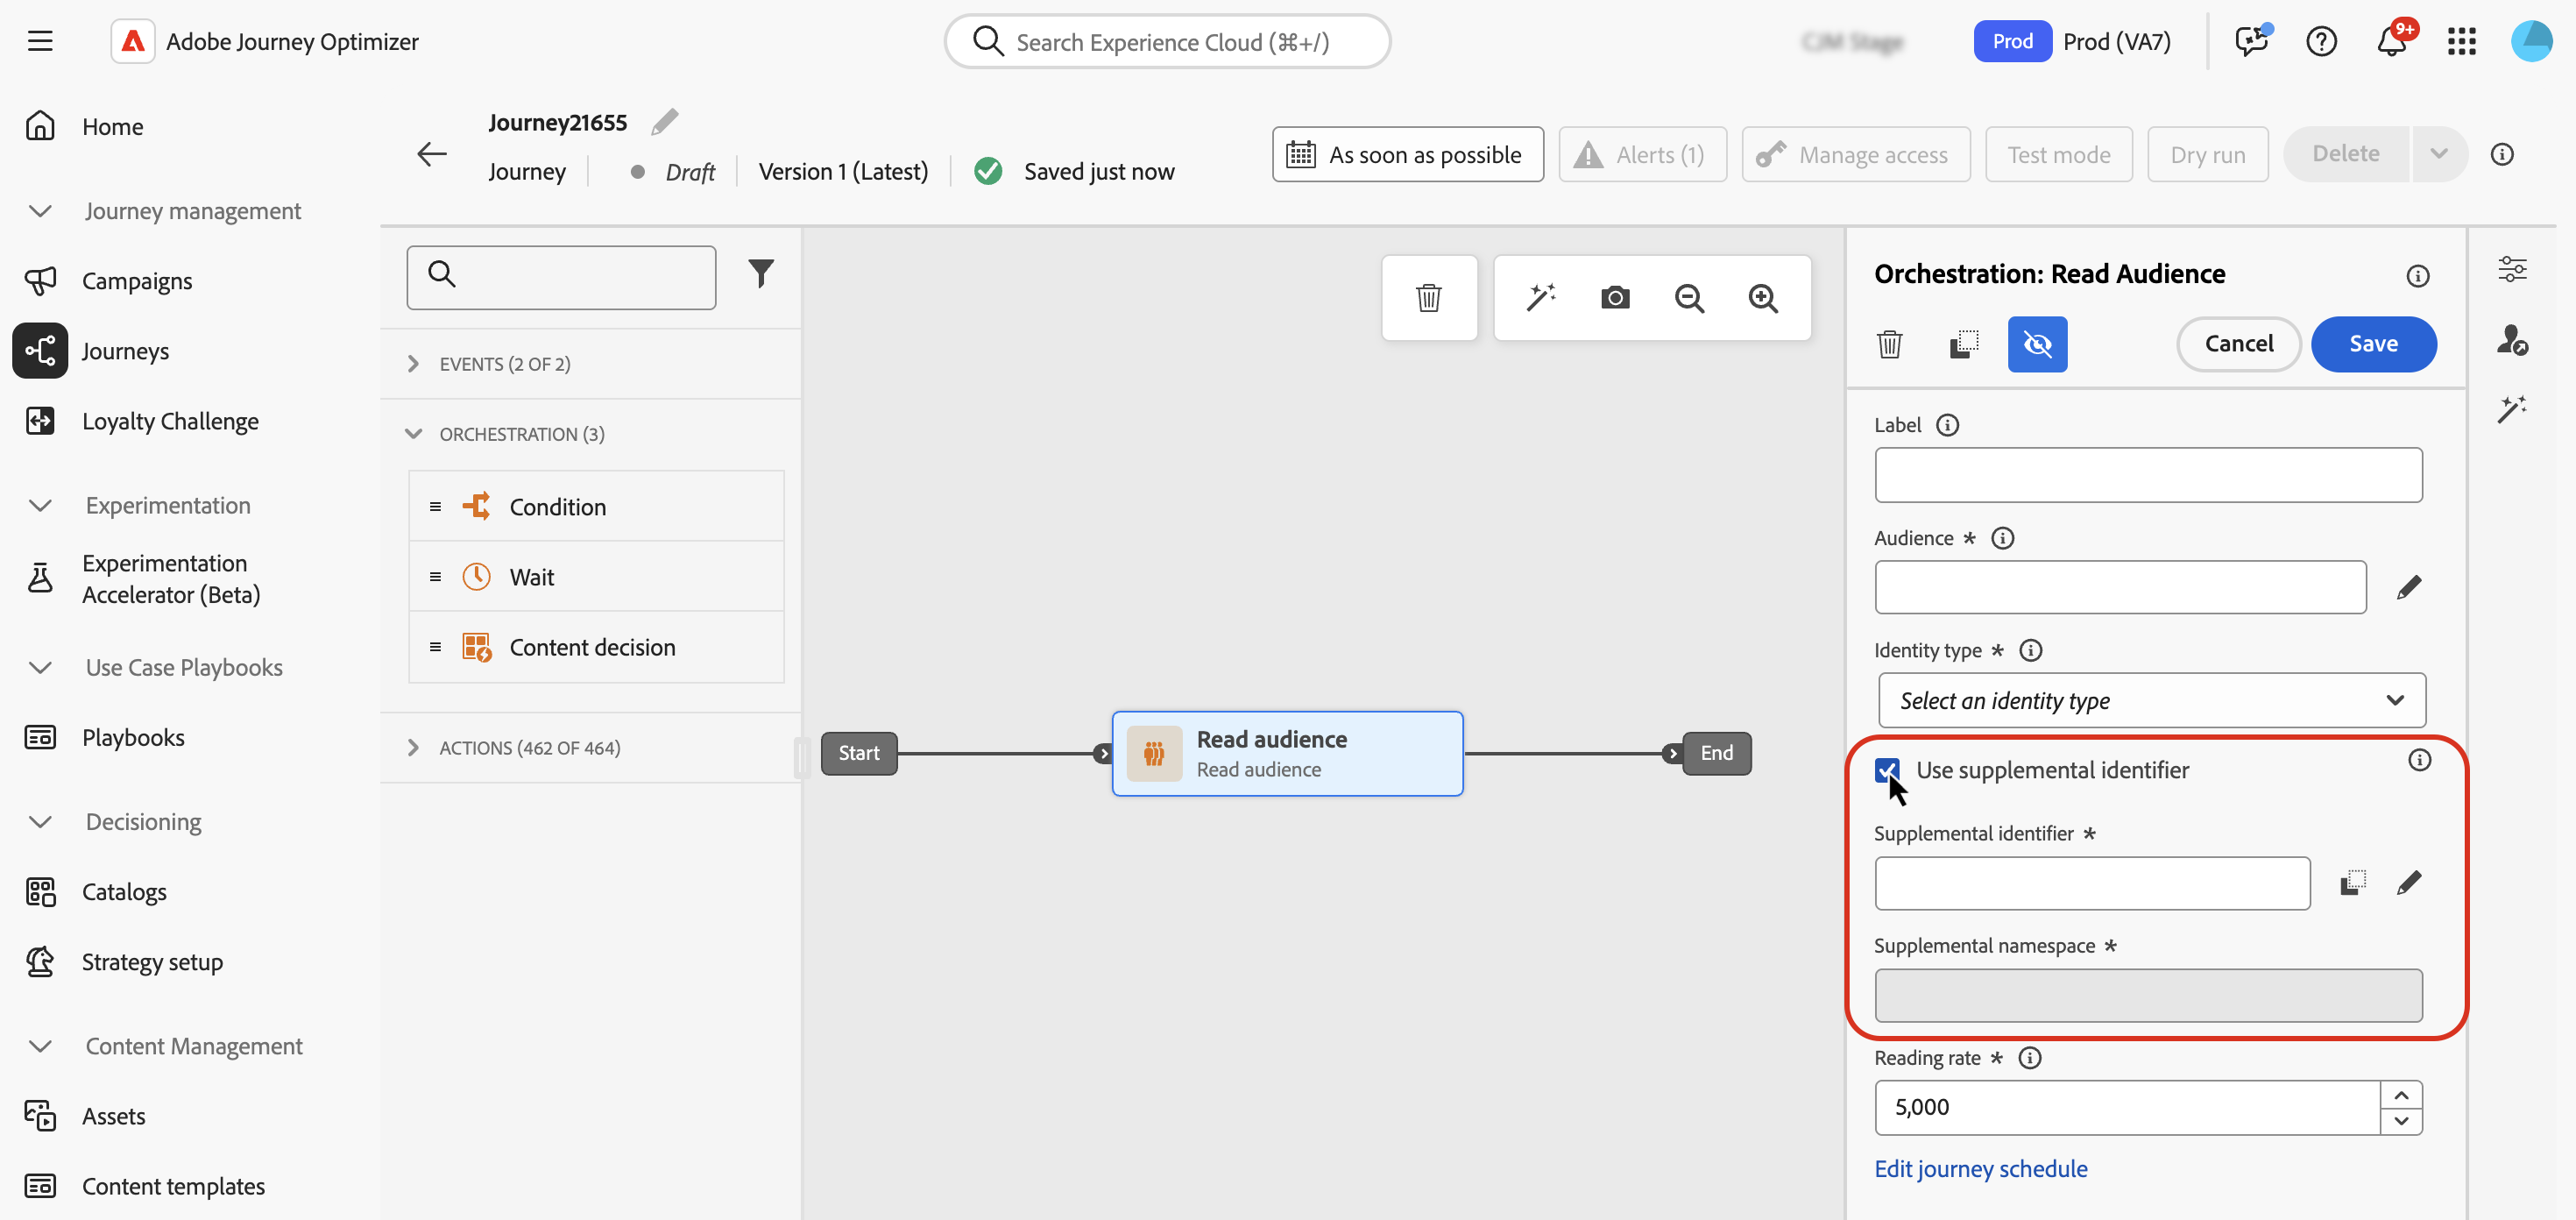 Adobe Journey Optimizer
Search Experience Cloud (⌘+/)
Prod
Prod (VA7)
9+
Home
Journey management
Campaigns
Journeys
Loyalty Challenge
Experimentation
Experimentation
Accelerator (Beta)
Use Case Playbooks
Playbooks
Decisioning
Catalogs
Strategy setup
Content Management
Assets
Content templates
Journey21655
Journey
Draft
Version 1 (Latest)
Saved just now
As soon as possible
Alerts (1)
Manage access
Test mode
Dry run
Delete
EVENTS (2 OF 2)
ORCHESTRATION (3)
Condition
Wait
Content decision
ACTIONS (462 OF 464)
Start
Read audience
Read audience
End
Orchestration: Read Audience
Cancel
Save
Label
Audience *
Identity type *
Select an identity type
Use supplemental identifier
Supplemental identifier *
Supplemental namespace *
Reading rate *
5,000
Edit journey schedule